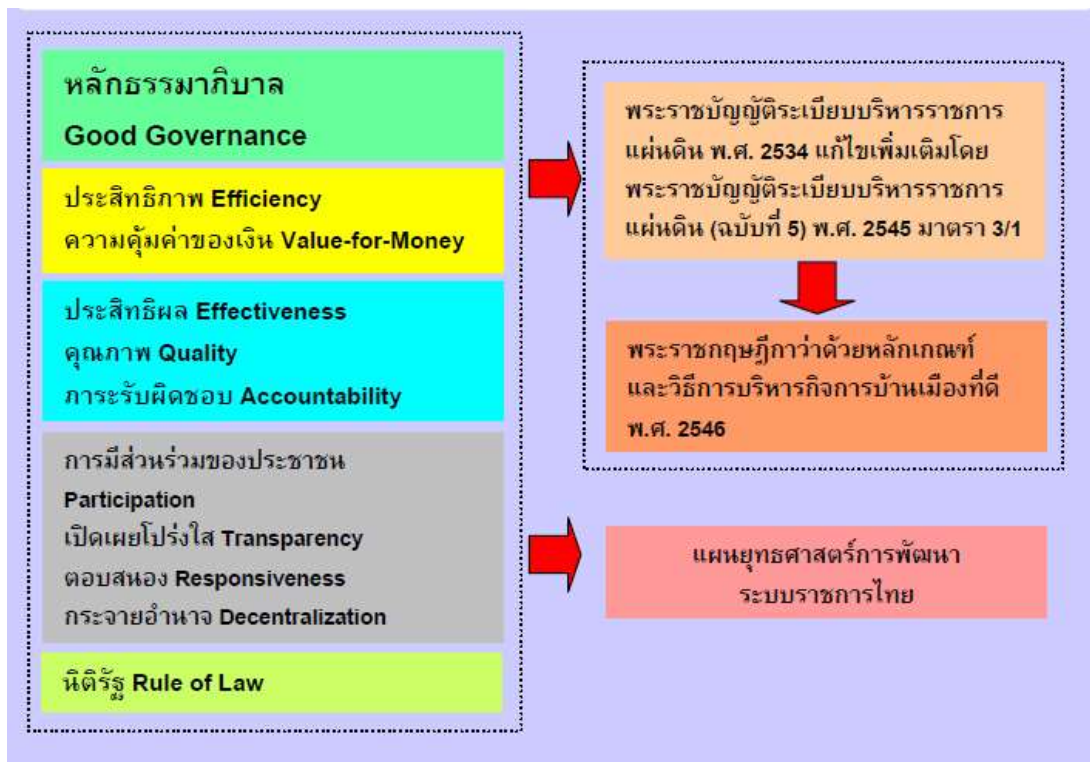 หลักธรรมาภิบาล
Good Governance
ประสิทธิภาพ Efficiency
ความคุ้มค่าของเงิน Value-for-Money
ประสิทธิผล Effectiveness
คุณภาพ Quality
ภาระรับผิดชอบ Accountability
การมีส่วนร่วมของประชาชน
Participation
เปิดเผยโปร่งใส Transparency
ตอบสนอง Responsiveness
กระจายอำนาจ Decentralization
นิติรัฐ Rule of Law
พระราชบัญญัติระเบียบบริหารราชการ
แผ่นดิน พ.ศ. 2534 แก้ไขเพิ่มเติมโดย
พระราชบัญญัติระเบียบบริหารราชการ
แผ่นดิน (ฉบับที่ 5) พ.ศ. 2545 มาตรา 3/1
พระราชกฤษฎีกาว่าด้วยหลักเกณฑ์
และวิธีการบริหารกิจการบ้านเมืองที่ดี
พ.ศ. 2546
แผนยุทธศาสตร์การพัฒนา
ระบบราชการไทย